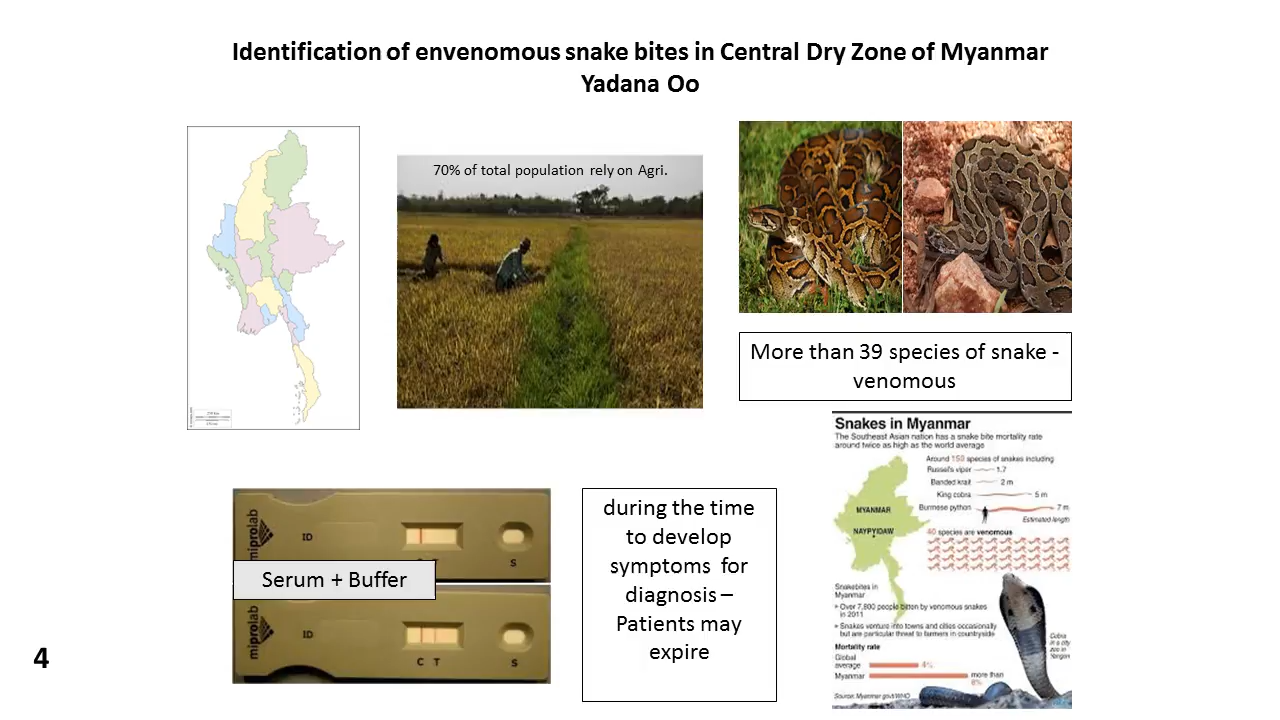 Identification of envenomous snake bites in Central Dry Zone of Myanmar
Yadana Oo
70% of total population rely on Agri.
More than 39 species of snake -
venomous
Snakes in Myanmar
The Southeast Asian nation has a snake bite mortality rate
around twice as high as the world average
Around 150 species of snakes including
Russel's viper 1.7
Banded krait 2 m
King cobra 5 m
Burmese python 7 m
Estimated length
MYANMAR
NAYPYIDAW
40 species are venomous
Snakebites in
Myanmar
Over 7,800 people bitten by venomous snakes
in 2011
Snakes venture into towns and cities occasionally
but are particular threat to farmers in countryside
Mortality rate
Global
average 4%
Myanmar more than
8%
Cobra
in a city
zoo in
Yangon
Source: Myanmar govt/WHO
miprolab
ID
C T
S
Serum + Buffer
miprolab
ID
C T
S
during the time
to develop
symptoms for
diagnosis –
Patients may
expire
4